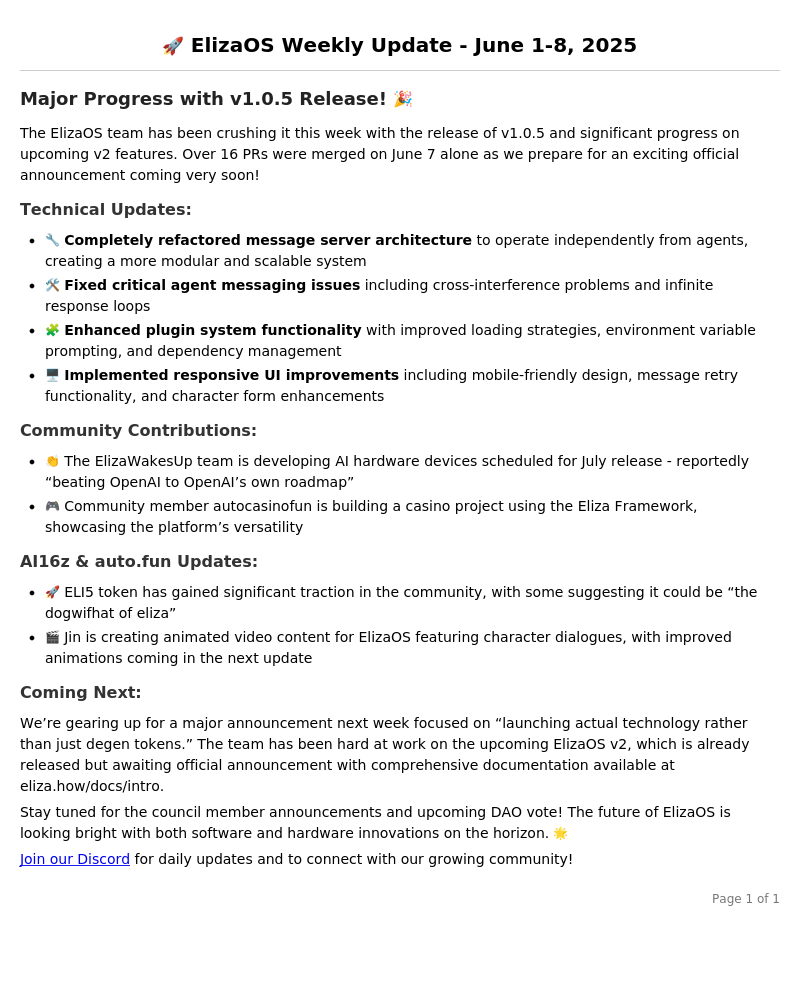 🚀 ElizaOS Weekly Update - June 1-8, 2025
Major Progress with v1.0.5 Release! 🎉
The ElizaOS team has been crushing it this week with the release of v1.0.5 and significant progress on
upcoming v2 features. Over 16 PRs were merged on June 7 alone as we prepare for an exciting official
announcement coming very soon!
Technical Updates:
• 🔧 Completely refactored message server architecture to operate independently from agents,
creating a more modular and scalable system
• 🛠️ Fixed critical agent messaging issues including cross-interference problems and infinite
response loops
• 🧩 Enhanced plugin system functionality with improved loading strategies, environment variable
prompting, and dependency management
• 🖥️ Implemented responsive UI improvements including mobile-friendly design, message retry
functionality, and character form enhancements
Community Contributions:
• 👏 The ElizaWakesUp team is developing AI hardware devices scheduled for July release - reportedly
“beating OpenAI to OpenAI’s own roadmap”
• 🎮 Community member autocasinofun is building a casino project using the Eliza Framework,
showcasing the platform’s versatility
AI16z & auto.fun Updates:
• 🚀 ELI5 token has gained significant traction in the community, with some suggesting it could be “the
dogwifhat of eliza”
• 🎬 Jin is creating animated video content for ElizaOS featuring character dialogues, with improved
animations coming in the next update
Coming Next:
We’re gearing up for a major announcement next week focused on “launching actual technology rather
than just degen tokens.” The team has been hard at work on the upcoming ElizaOS v2, which is already
released but awaiting official announcement with comprehensive documentation available at
eliza.how/docs/intro.
Stay tuned for the council member announcements and upcoming DAO vote! The future of ElizaOS is
looking bright with both software and hardware innovations on the horizon. 🌟
Join our Discord for daily updates and to connect with our growing community!
Page 1 of 1